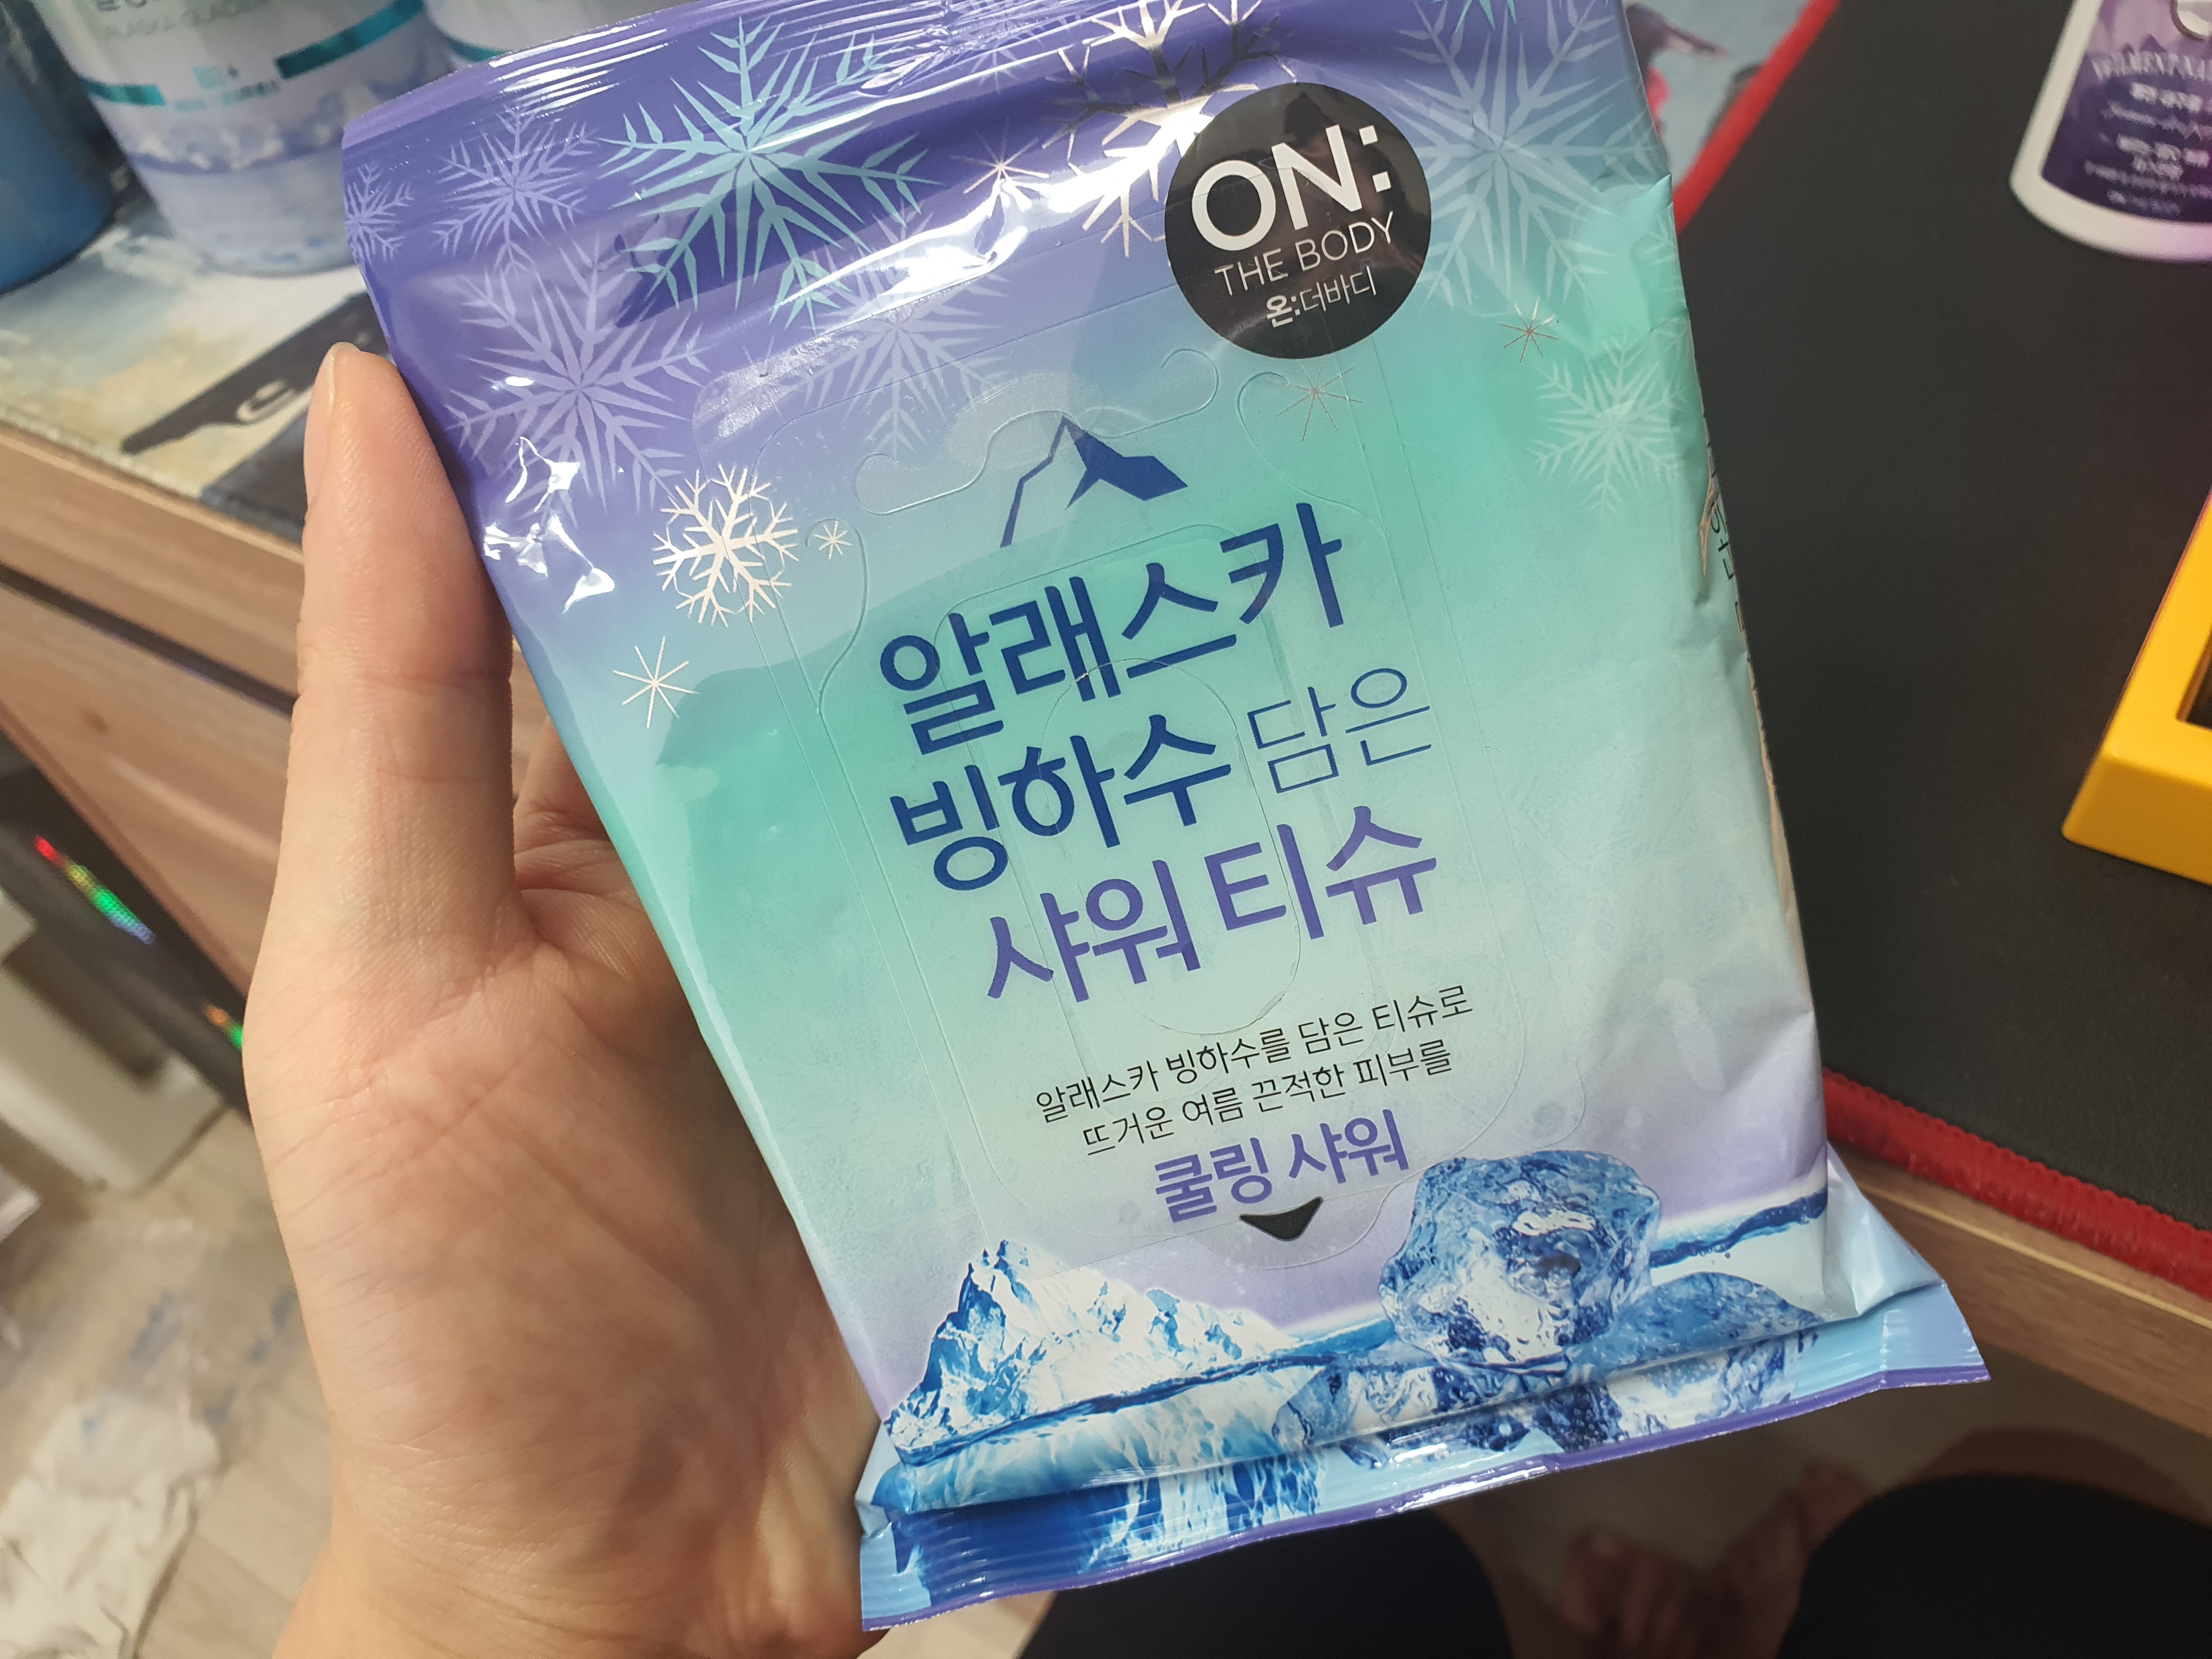 ON:
THE BODY
온:더바디
알래스카
빙하수 담은
샤워 티슈
알래스카 빙하수를 담은 티슈로
뜨거운 여름 끈적한 피부를
쿨링 샤워